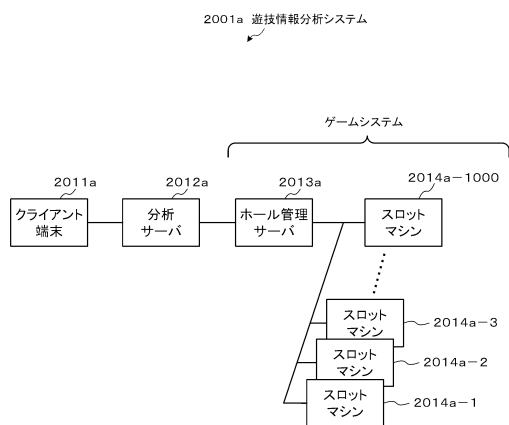 2001a 遊技情報分析システム
ゲームシステム
2011a
2012a
2013a
2014a-1000
クライアント
端末
分析
サーバ
ホール管理
サーバ
スロット
マシン
スロット
マシン
2014a-3
スロット
マシン
2014a-2
スロット
マシン
2014a-1